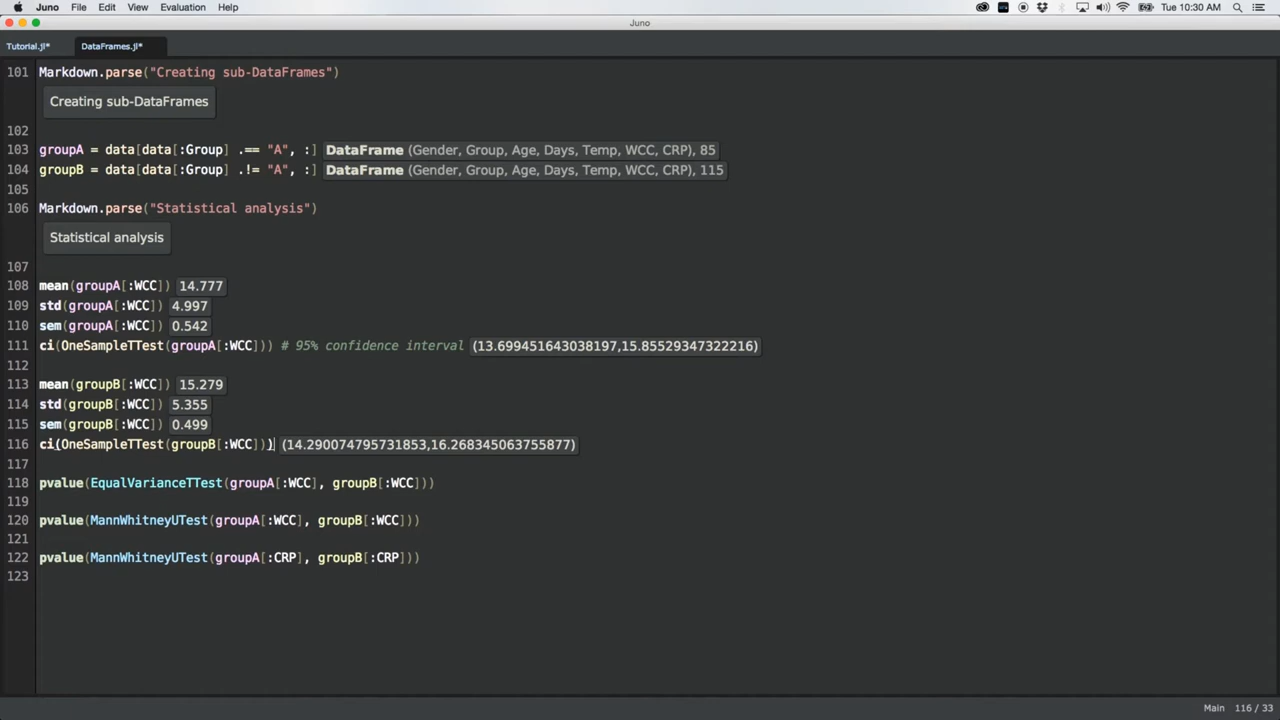 Juno File Edit View Evaluation Help Tue 10:30 AM
Juno
Tutorial.jl* DataFrames.jl*
101 Markdown.parse("Creating sub-DataFrames")
Creating sub-DataFrames
102
103 groupA = data[data[:Group] .== "A", :] DataFrame (Gender, Group, Age, Days, Temp, WCC, CRP), 85
104 groupB = data[data[:Group] .!= "A", :] DataFrame (Gender, Group, Age, Days, Temp, WCC, CRP), 115
105
106 Markdown.parse("Statistical analysis")
Statistical analysis
107
108 mean(groupA[:WCC]) 14.777
109 std(groupA[:WCC]) 4.997
110 sem(groupA[:WCC]) 0.542
111 ci(OneSampleTTest(groupA[:WCC])) # 95% confidence interval (13.699451643038197,15.85529347322216)
112
113 mean(groupB[:WCC]) 15.279
114 std(groupB[:WCC]) 5.355
115 sem(groupB[:WCC]) 0.499
116 ci(OneSampleTTest(groupB[:WCC])) (14.290074795731853,16.268345063755877)
117
118 pvalue(EqualVarianceTTest(groupA[:WCC], groupB[:WCC]))
119
120 pvalue(MannWhitneyUTest(groupA[:WCC], groupB[:WCC]))
121
122 pvalue(MannWhitneyUTest(groupA[:CRP], groupB[:CRP]))
123
Main 116 / 33